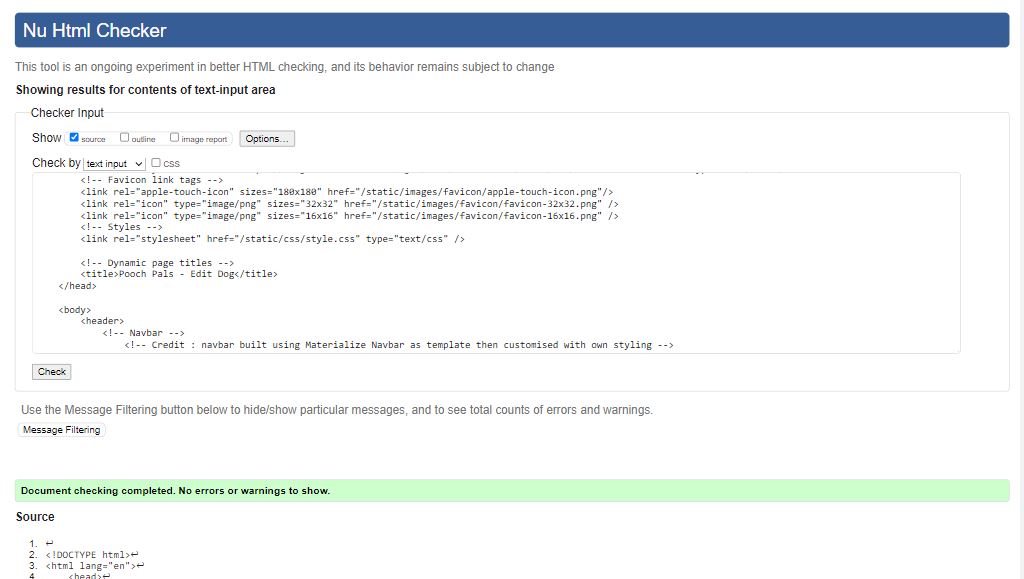 Nu Html Checker
This tool is an ongoing experiment in better HTML checking, and its behavior remains subject to change
Showing results for contents of text-input area
Checker Input
Show source outline image report Options...
Check by text input css
<!-- Favicon link tags -->
<link rel="apple-touch-icon" sizes="180x180" href="/static/images/favicon/apple-touch-icon.png"/>
<link rel="icon" type="image/png" sizes="32x32" href="/static/images/favicon/favicon-32x32.png" />
<link rel="icon" type="image/png" sizes="16x16" href="/static/images/favicon/favicon-16x16.png" />
<!-- Styles -->
<link rel="stylesheet" href="/static/css/style.css" type="text/css" />
<!-- Dynamic page titles -->
<title>Pooch Pals - Edit Dog</title>
</head>
<body>
<header>
<!-- Navbar -->
<!-- Credit : navbar built using Materialize Navbar as template then customised with own styling -->
Check
Use the Message Filtering button below to hide/show particular messages, and to see total counts of errors and warnings.
Message Filtering
Document checking completed. No errors or warnings to show.
Source
1. ↩
2. <!DOCTYPE html>↩
3. <html lang="en">↩
4. <head>↩